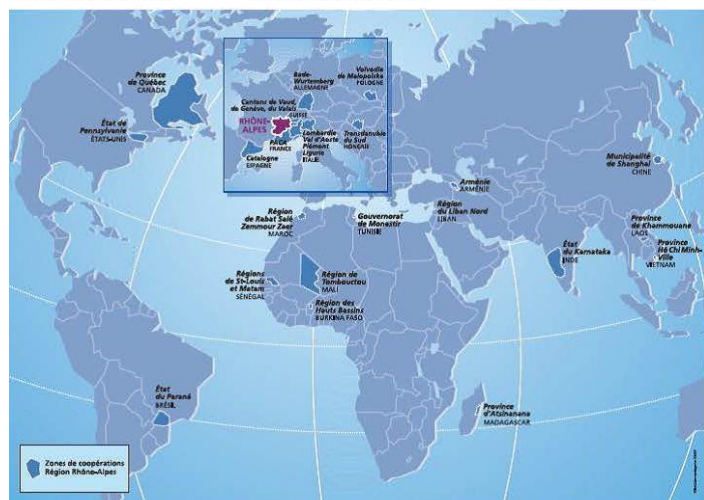 Province
de Québec
CANADA
État de
Pennsylvanie
ÉTATS-UNIS
Bade-
Wurtemberg
ALLEMAGNE
Voïvodie
de Malopolska
POLOGNE
Cantons de Vaud,
de Genève, du Valais
SUISSE
RHÔNE-
ALPES
PACA
FRANCE
Lombardie
Val d'Aoste
Piémont
Ligurie
ITALIE
Transdanubie
du Sud
HONGRIE
Catalogne
ESPAGNE
Municipalité
de Shanghai
CHINE
Arménie
ARMÉNIE
Région
de Rabat Salé
Zemmour Zaer
MAROC
Gouvernorat
de Monastir
TUNISIE
Région
du Liban Nord
LIBAN
Province
de Khammouane
LAOS
Province
Hô Chi Minh-
Ville
VIETNAM
État
du Karnataka
INDE
Régions
de St-Louis
et Matam
SÉNÉGAL
Région de
Tombouctou
MALI
Région des
Hauts Bassins
BURKINA FASO
État
du Paraná
BRÉSIL
Province
d'Atsinanana
MADAGASCAR
Zones de coopérations
Région Rhône-Alpes